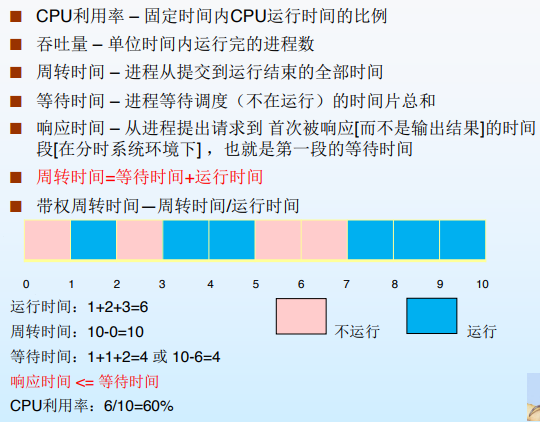 CPU利用率 – 固定时间内CPU运行时间的比例
吞吐量 – 单位时间内运行完的进程数
周转时间 – 进程从提交到运行结束的全部时间
等待时间 – 进程等待调度（不在运行）的时间片总和
响应时间 – 从进程提出请求到 首次被响应[而不是输出结果]的时间
段[在分时系统环境下] ，也就是第一段的等待时间
周转时间=等待时间+运行时间
带权周转时间—周转时间/运行时间
0 1 2 3 4 5 6 7 8 9 10
运行时间：1+2+3=6
不运行 运行
周转时间：10-0=10
等待时间：1+1+2=4 或 10-6=4
响应时间 <= 等待时间
CPU利用率：6/10=60%